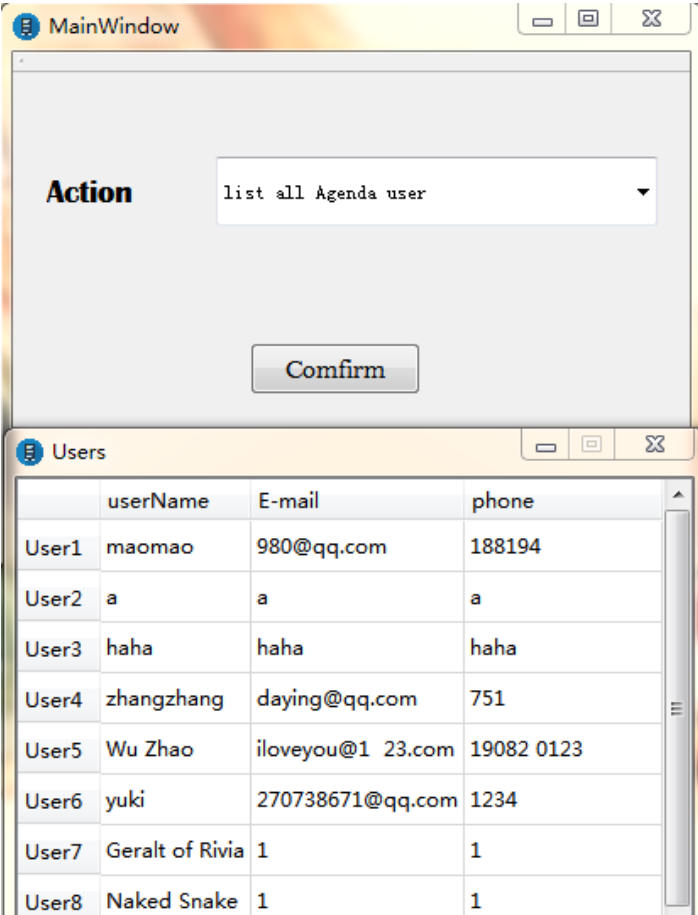 MainWindow
Action
list all Agenda user
Comfirm
Users
userName E-mail phone
User1 maomao 980@qq.com 188194
User2 a a a
User3 haha haha haha
User4 zhangzhang daying@qq.com 751
User5 Wu Zhao iloveyou@1 23.com 19082 0123
User6 yuki 270738671@qq.com 1234
User7 Geralt of Rivia 1 1
User8 Naked Snake 1 1